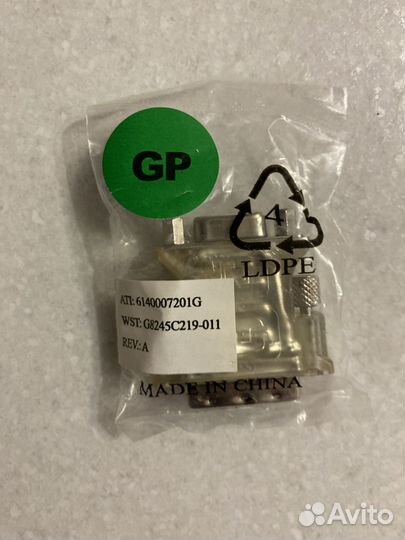 GP
4
LDPE
ATI: 6140007201G
WST: G8245C219-011
REV.: A
MADE IN CHINA
Avito